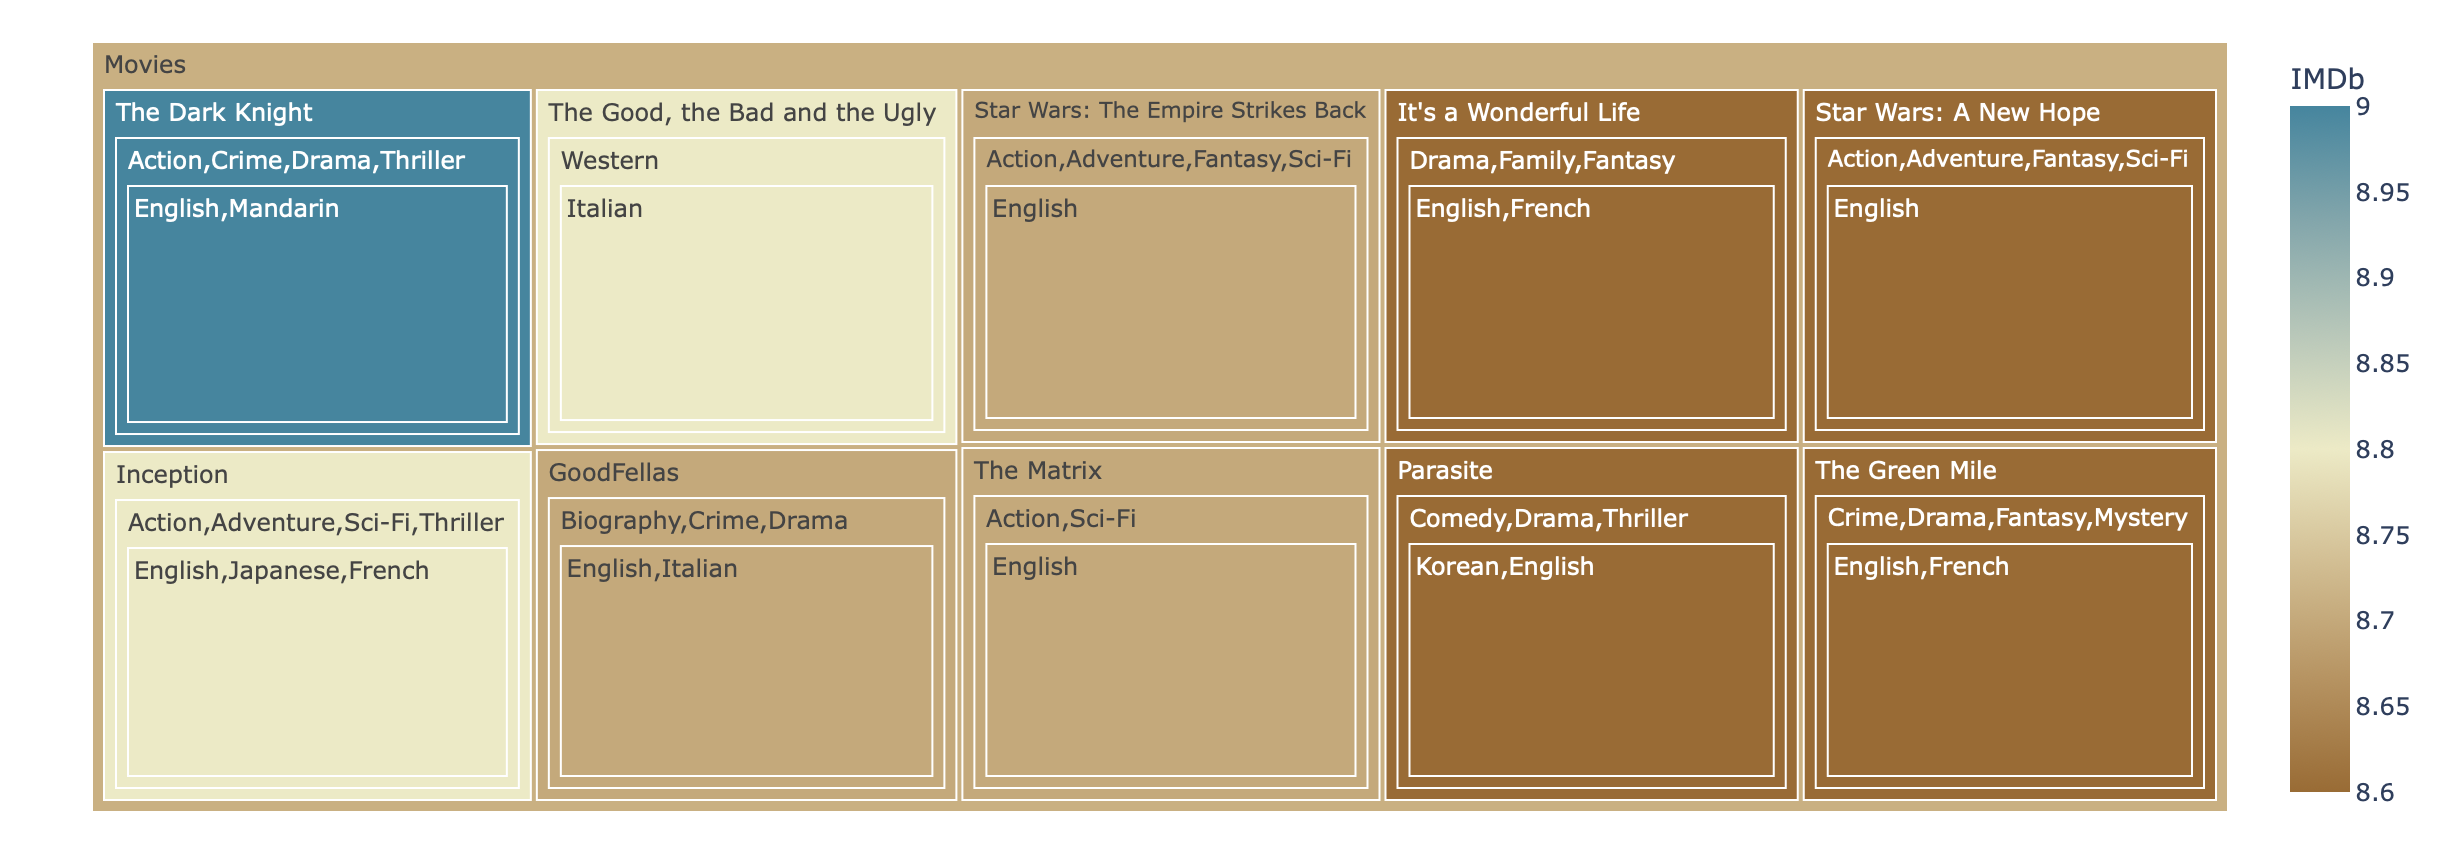 Movies
The Dark Knight
Action,Crime,Drama,Thriller
English,Mandarin
The Good, the Bad and the Ugly
Western
Italian
Star Wars: The Empire Strikes Back
Action,Adventure,Fantasy,Sci-Fi
English
It's a Wonderful Life
Drama,Family,Fantasy
English,French
Star Wars: A New Hope
Action,Adventure,Fantasy,Sci-Fi
English
Inception
Action,Adventure,Sci-Fi,Thriller
English,Japanese,French
GoodFellas
Biography,Crime,Drama
English,Italian
The Matrix
Action,Sci-Fi
English
Parasite
Comedy,Drama,Thriller
Korean,English
The Green Mile
Crime,Drama,Fantasy,Mystery
English,French
IMDb
9
8.95
8.9
8.85
8.8
8.75
8.7
8.65
8.6